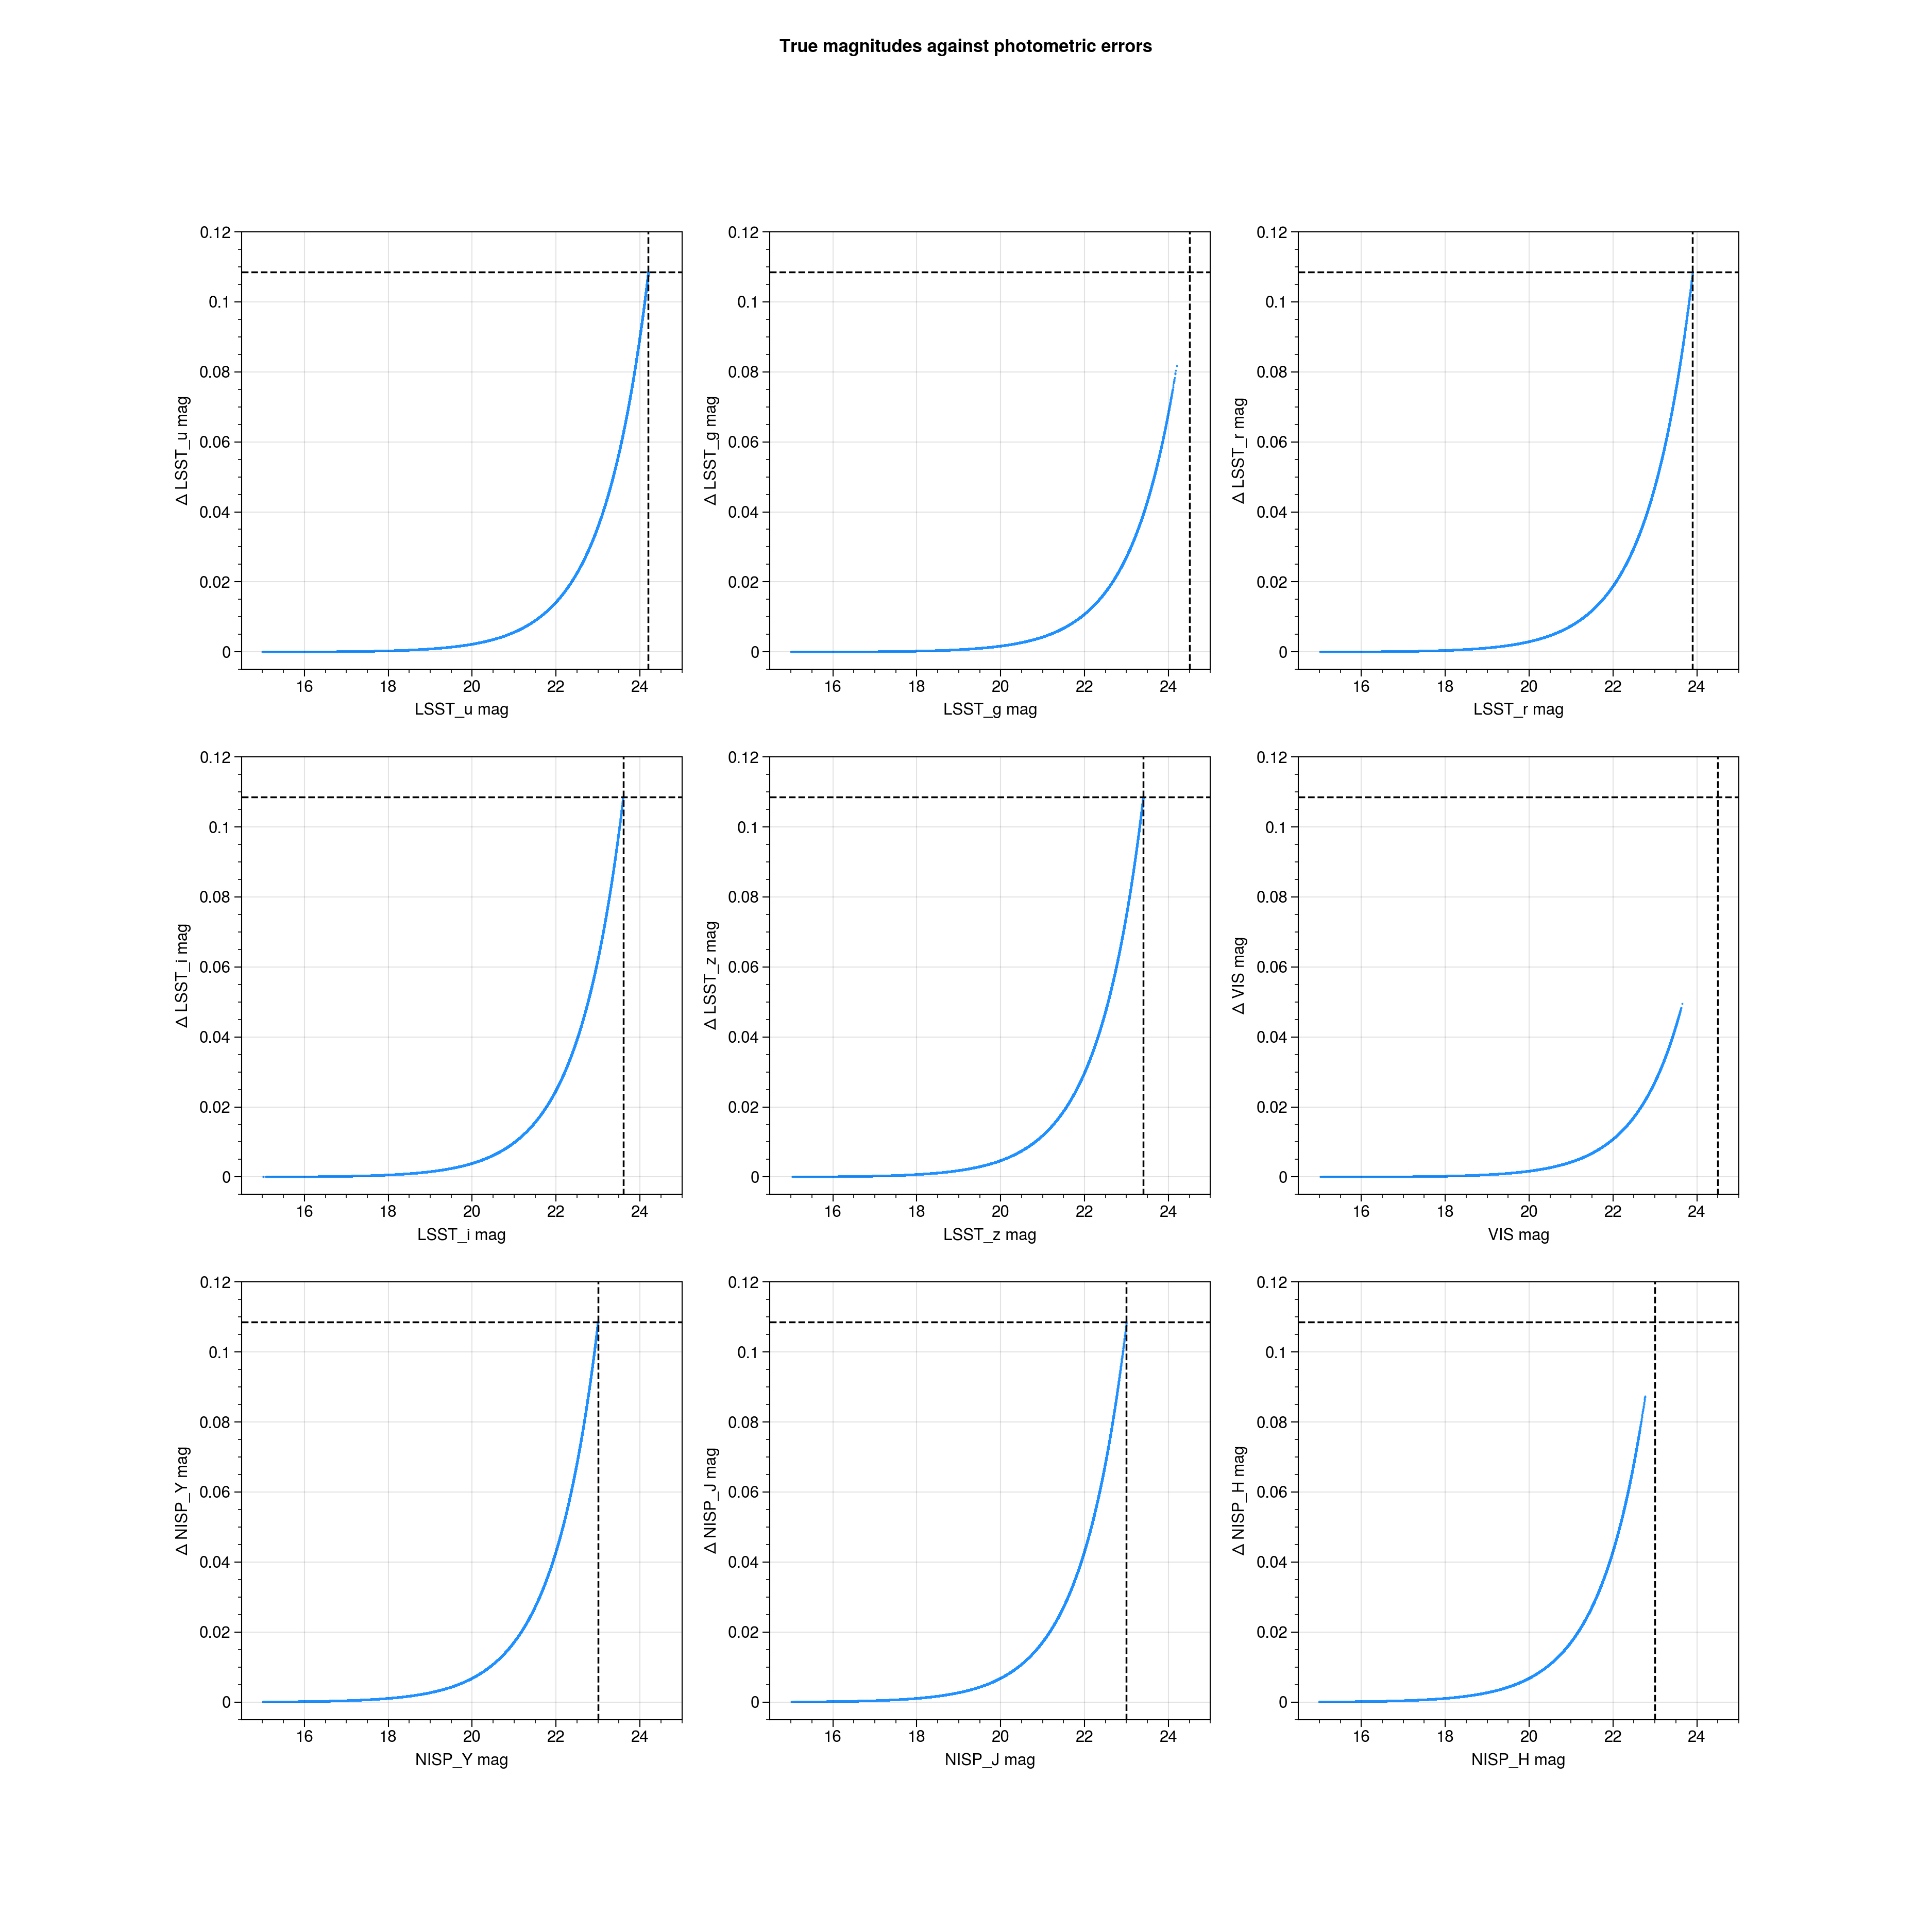 True magnitudes against photometric errors
0.12
0.1
0.08
0.06
0.04
0.02
0
Δ LSST_u mag
16 18 20 22 24
LSST_u mag
0.12
0.1
0.08
0.06
0.04
0.02
0
Δ LSST_g mag
16 18 20 22 24
LSST_g mag
0.12
0.1
0.08
0.06
0.04
0.02
0
Δ LSST_r mag
16 18 20 22 24
LSST_r mag
0.12
0.1
0.08
0.06
0.04
0.02
0
Δ LSST_i mag
16 18 20 22 24
LSST_i mag
0.12
0.1
0.08
0.06
0.04
0.02
0
Δ LSST_z mag
16 18 20 22 24
LSST_z mag
0.12
0.1
0.08
0.06
0.04
0.02
0
Δ VIS mag
16 18 20 22 24
VIS mag
0.12
0.1
0.08
0.06
0.04
0.02
0
Δ NISP_Y mag
16 18 20 22 24
NISP_Y mag
0.12
0.1
0.08
0.06
0.04
0.02
0
Δ NISP_J mag
16 18 20 22 24
NISP_J mag
0.12
0.1
0.08
0.06
0.04
0.02
0
Δ NISP_H mag
16 18 20 22 24
NISP_H mag